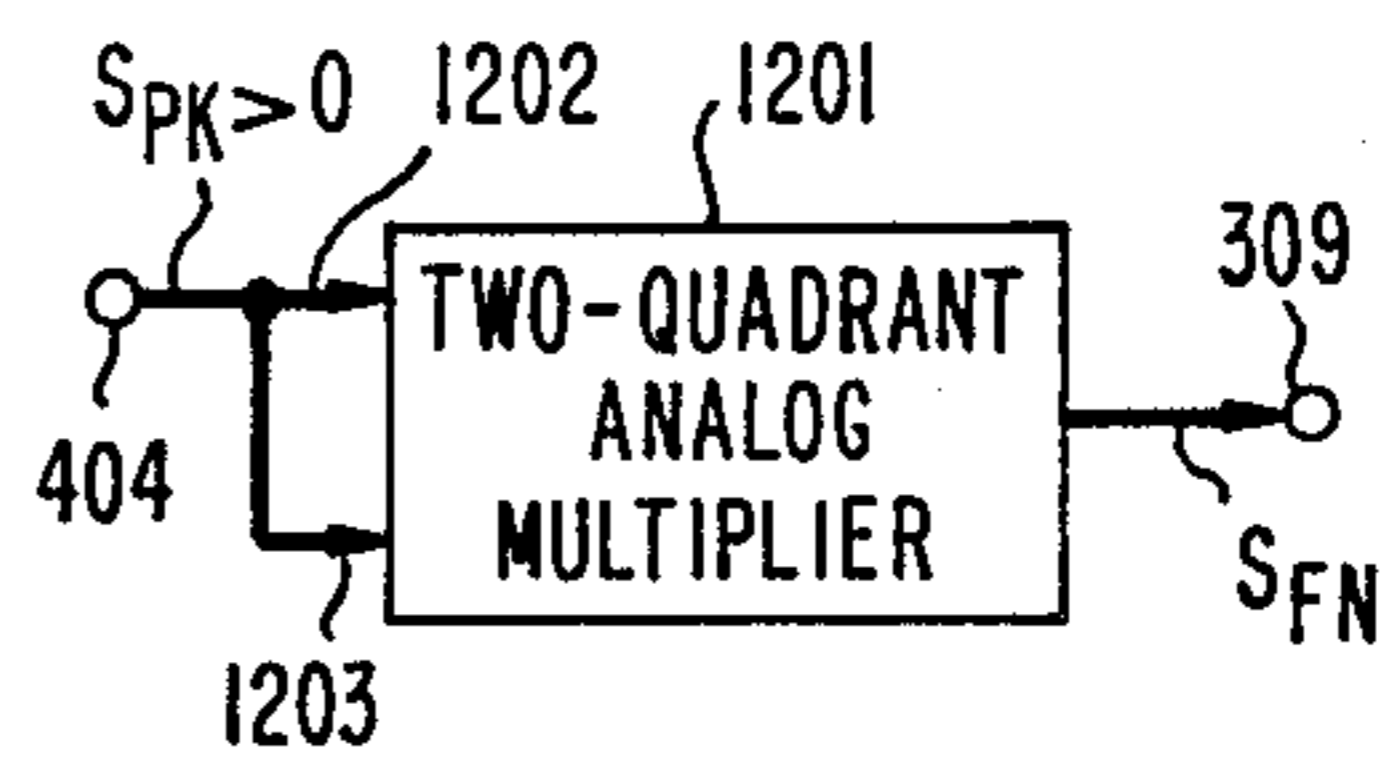 SPK>0
1202
1201
309
TWO-QUADRANT
ANALOG
MULTIPLIER
404
SFN
1203